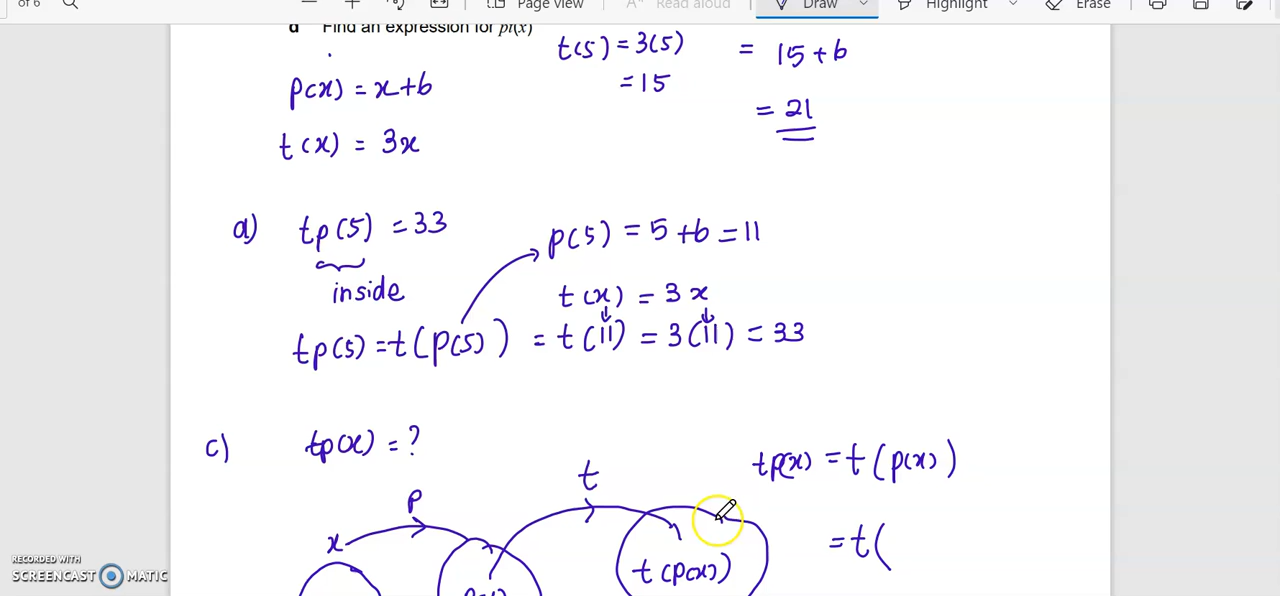 of 6 Page view Read aloud Draw Highlight Erase
d Find an expression for pt(x)
t(5) = 3(5) = 15 + 6
p(x) = x+6 = 15
= 21
t(x) = 3x
a) tp(5) = 33 p(5) = 5 + 6 = 11
inside t(x) = 3x
tp(5) = t(p(5)) = t(11) = 3(11) = 33
c) tp(x) = ?
tp(x) = t(p(x))
p t
x t(p(x)) = t(
RECORDED WITH
SCREENCAST MATIC